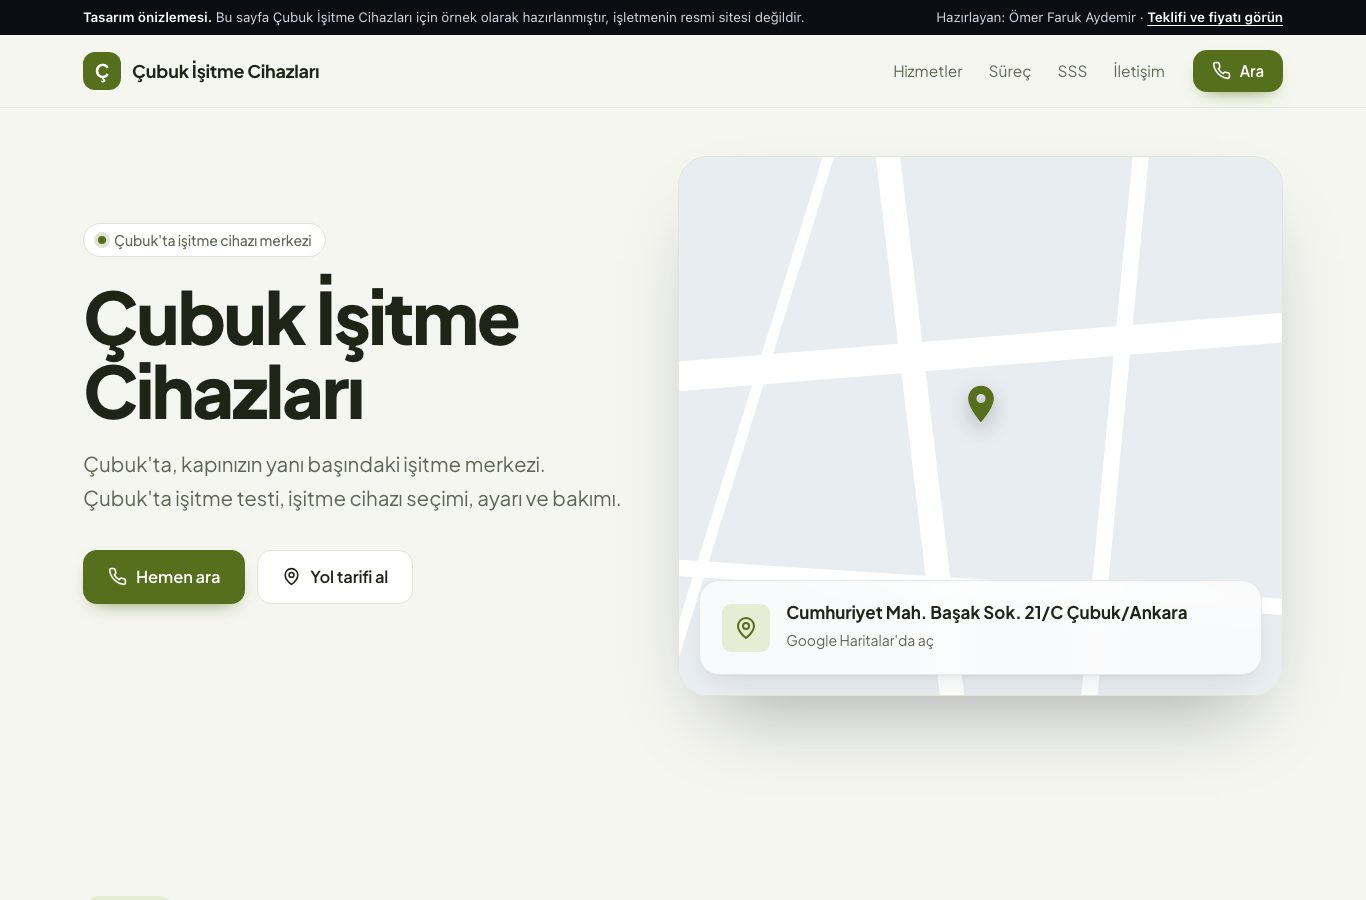 Tasarım önizlemesi. Bu sayfa Çubuk İşitme Cihazları için örnek olarak hazırlanmıştır, işletmenin resmi sitesi değildir.
Hazırlayan: Ömer Faruk Aydemir · Teklifi ve fiyatı görün
Ç
Çubuk İşitme Cihazları
Hizmetler
Süreç
SSS
İletişim
Ara
Çubuk'ta işitme cihazı merkezi
Çubuk İşitme
Cihazları
Çubuk'ta, kapınızın yanı başındaki işitme merkezi.
Çubuk'ta işitme testi, işitme cihazı seçimi, ayarı ve bakımı.
Hemen ara
Yol tarifi al
Cumhuriyet Mah. Başak Sok. 21/C Çubuk/Ankara
Google Haritalar'da aç